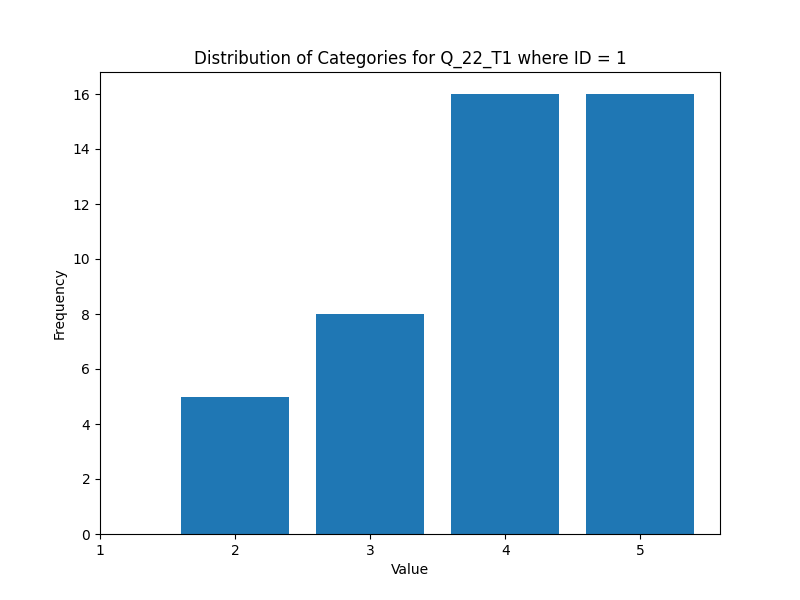 Distribution of Categories for Q_22_T1 where ID = 1
16
14
12
10
8
6
4
2
0
Frequency
1 2 3 4 5
Value